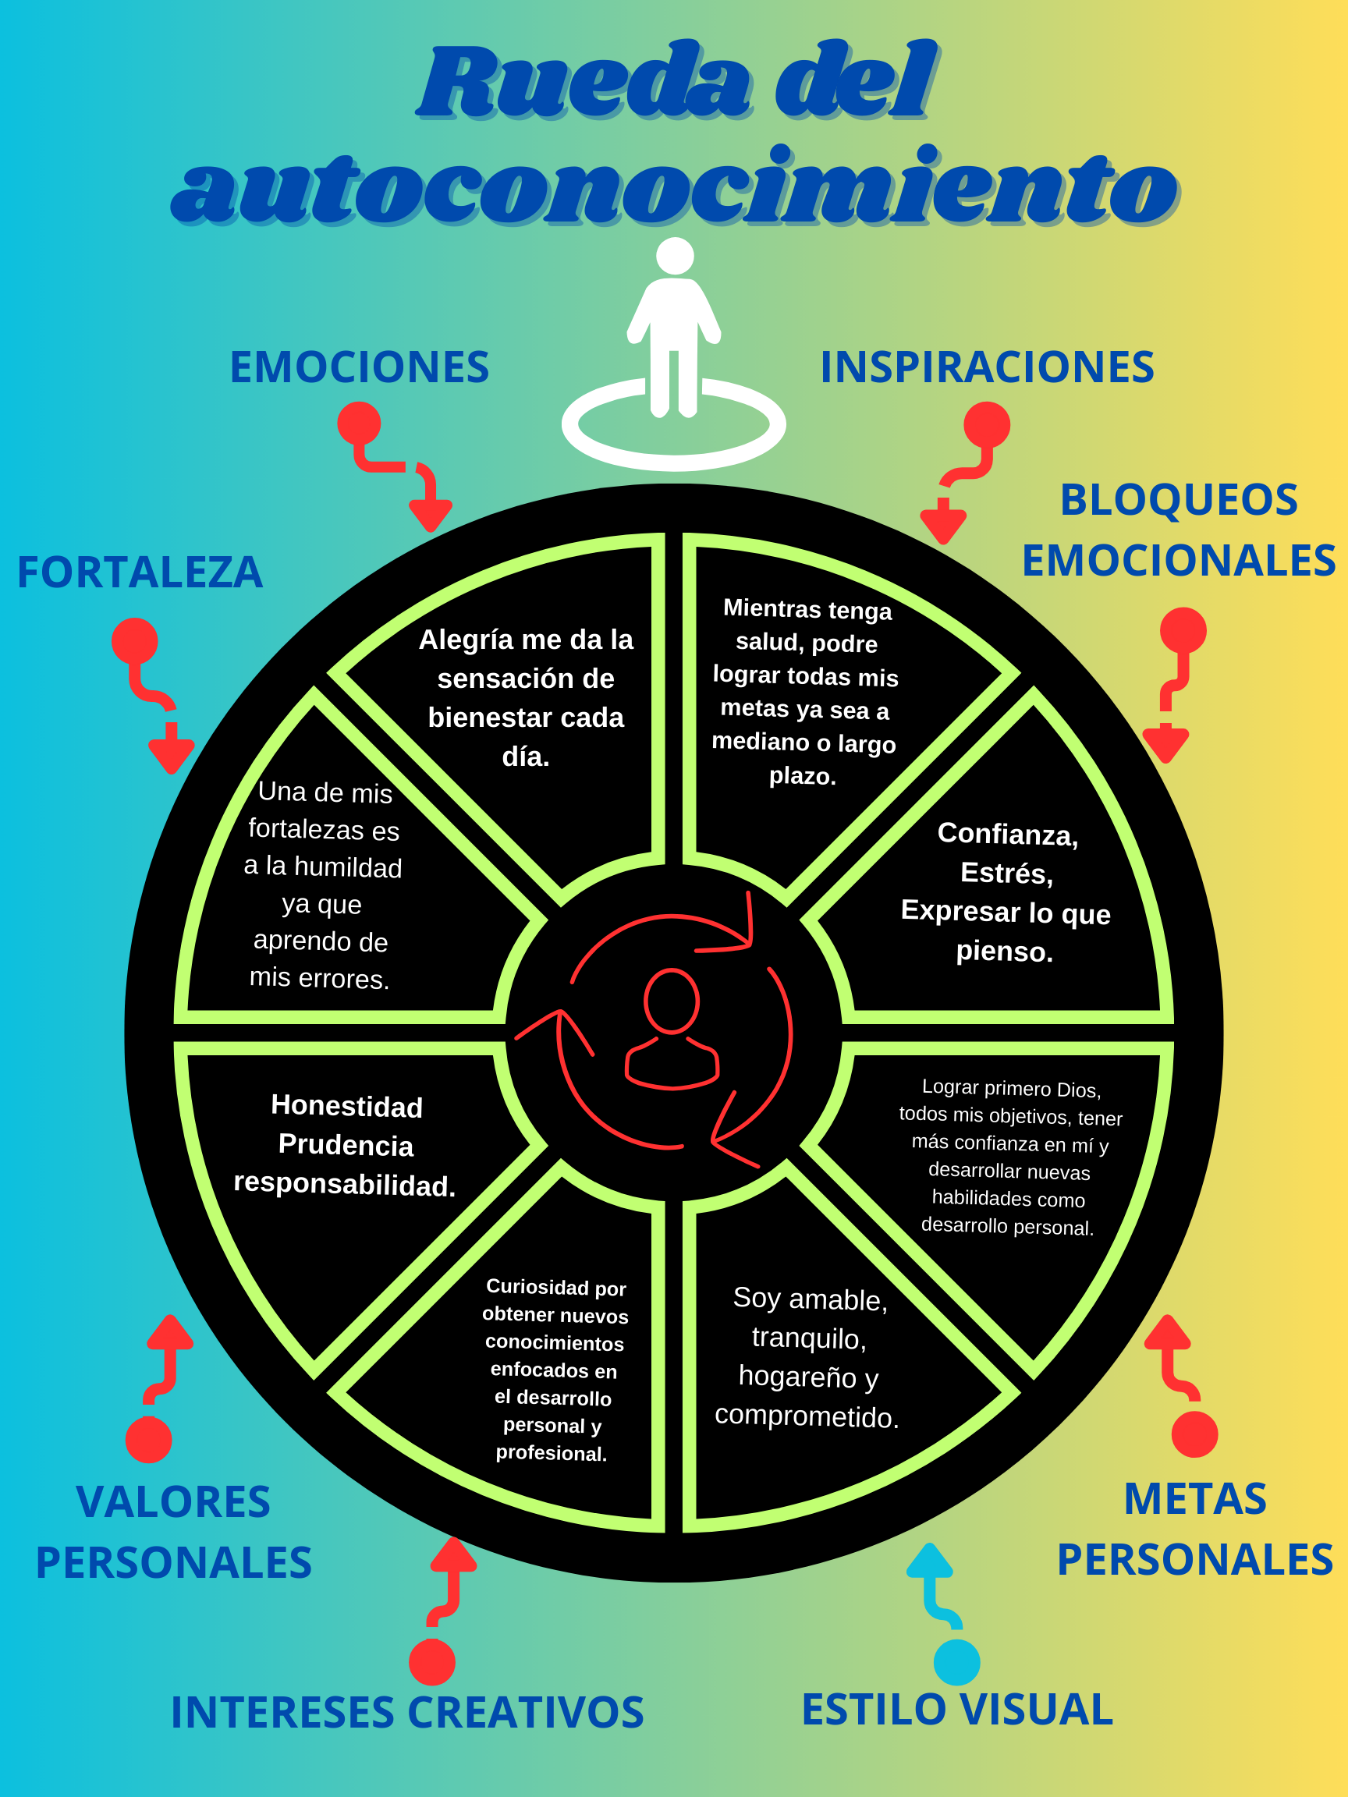 Rueda del
autoconocimiento
EMOCIONES
INSPIRACIONES
BLOQUEOS
EMOCIONALES
FORTALEZA
Alegría me da la
sensación de
bienestar cada
día.
Mientras tenga
salud, podre
lograr todas mis
metas ya sea a
mediano o largo
plazo.
Una de mis
fortalezas es
a la humildad
ya que
aprendo de
mis errores.
Confianza,
Estrés,
Expresar lo que
pienso.
Honestidad
Prudencia
responsabilidad.
Lograr primero Dios,
todos mis objetivos, tener
más confianza en mí y
desarrollar nuevas
habilidades como
desarrollo personal.
Curiosidad por
obtener nuevos
conocimientos
enfocados en
el desarrollo
personal y
profesional.
Soy amable,
tranquilo,
hogareño y
comprometido.
VALORES
PERSONALES
METAS
PERSONALES
INTERESES CREATIVOS
ESTILO VISUAL